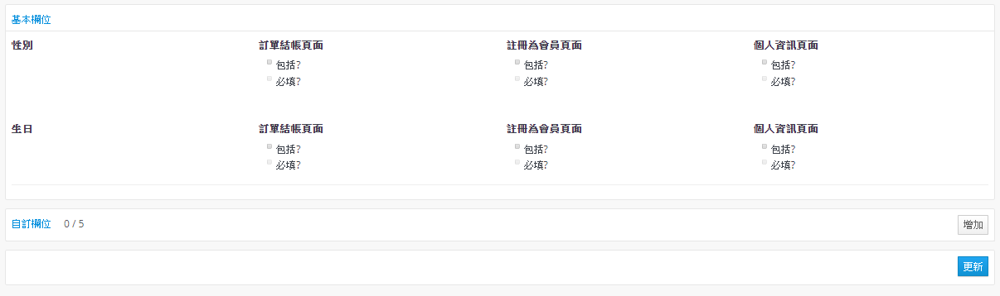 基本欄位
性別 訂單結帳頁面 註冊為會員頁面 個人資訊頁面
包括? 包括? 包括?
必填? 必填? 必填?
生日 訂單結帳頁面 註冊為會員頁面 個人資訊頁面
包括? 包括? 包括?
必填? 必填? 必填?
自訂欄位 0 / 5 增加
更新